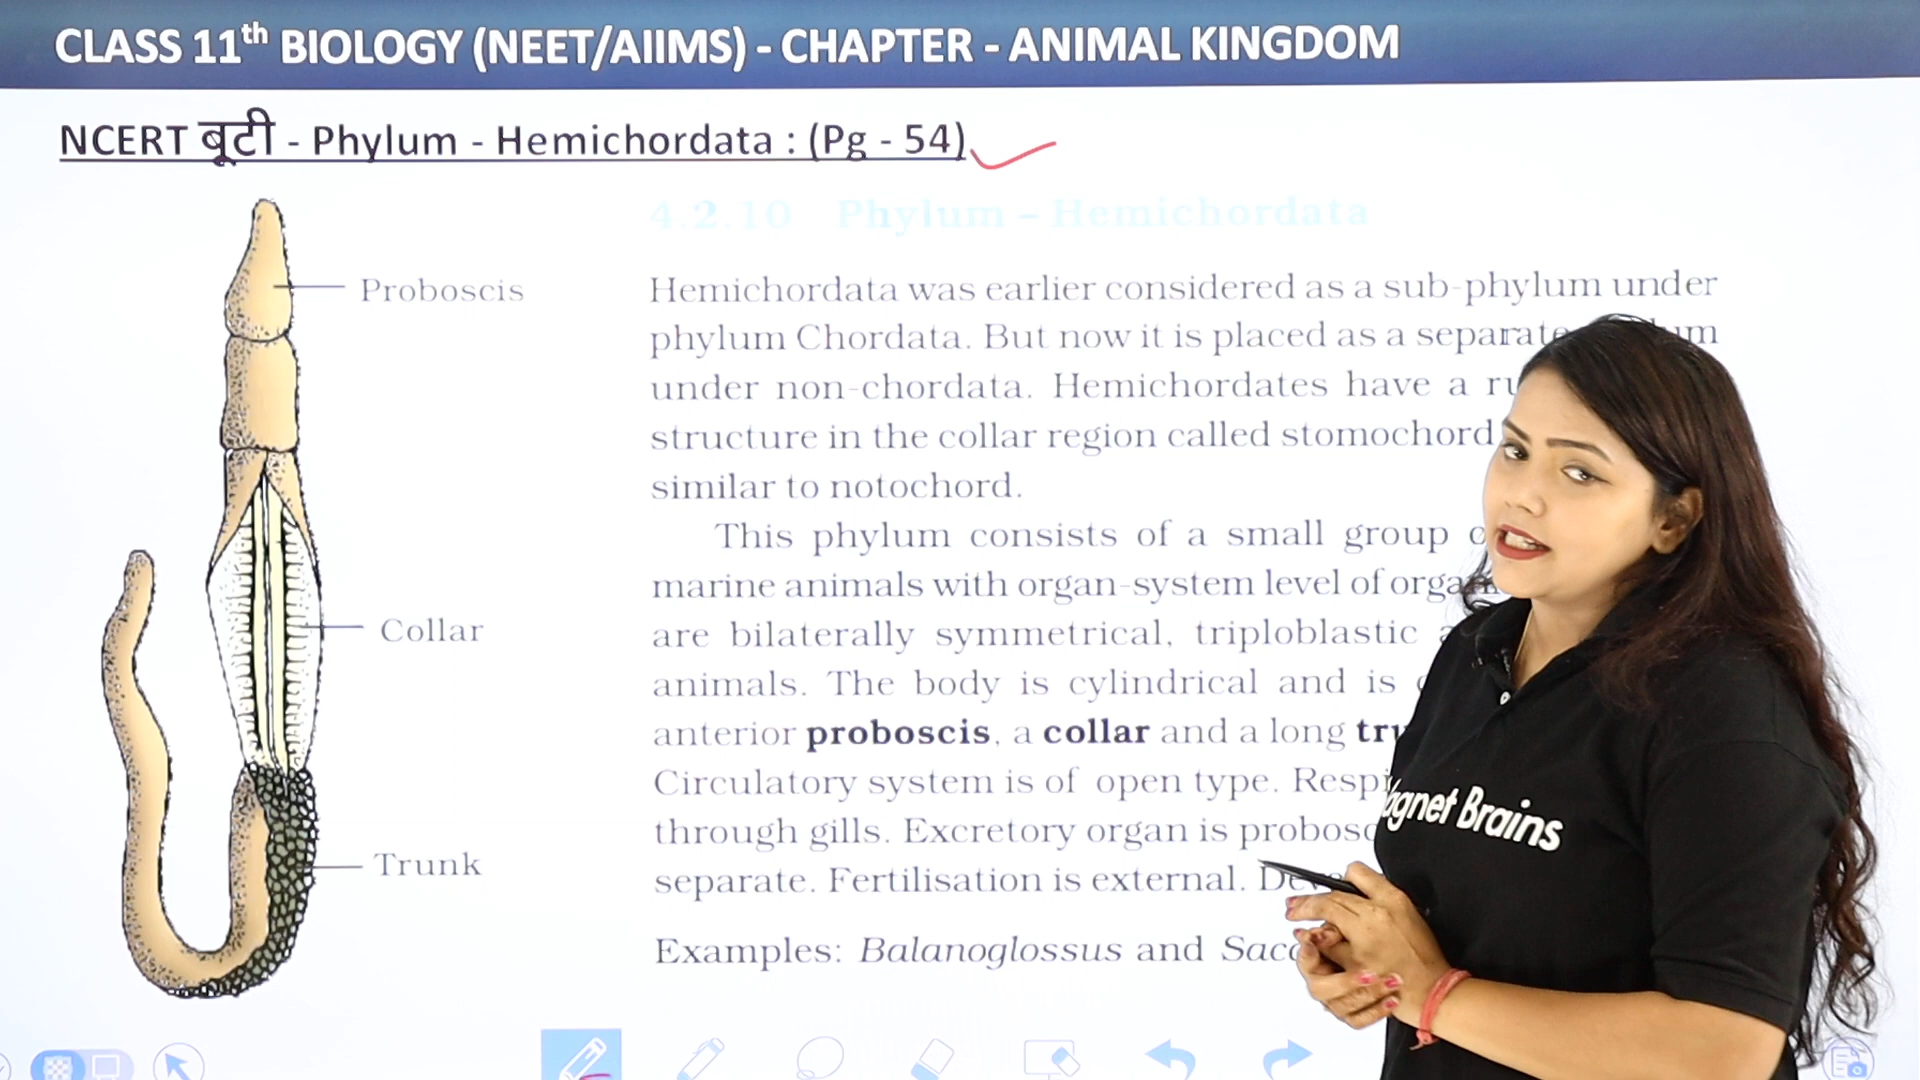 CLASS 11th BIOLOGY (NEET/AIIMS) - CHAPTER - ANIMAL KINGDOM
NCERT बूटी - Phylum - Hemichordata : (Pg - 54)
4.2.10 Phylum – Hemichordata
Proboscis
Collar
Trunk
Hemichordata was earlier considered as a sub-phylum under
phylum Chordata. But now it is placed as a separate
under non-chordata. Hemichordates have a
structure in the collar region called stomochord
similar to notochord.
This phylum consists of a small group
marine animals with organ-system level of
are bilaterally symmetrical, triploblastic
animals. The body is cylindrical and is
anterior proboscis, a collar and a long
Circulatory system is of open type.
through gills. Excretory organ is
separate. Fertilisation is external.
Examples: Balanoglossus and
Magnet Brains